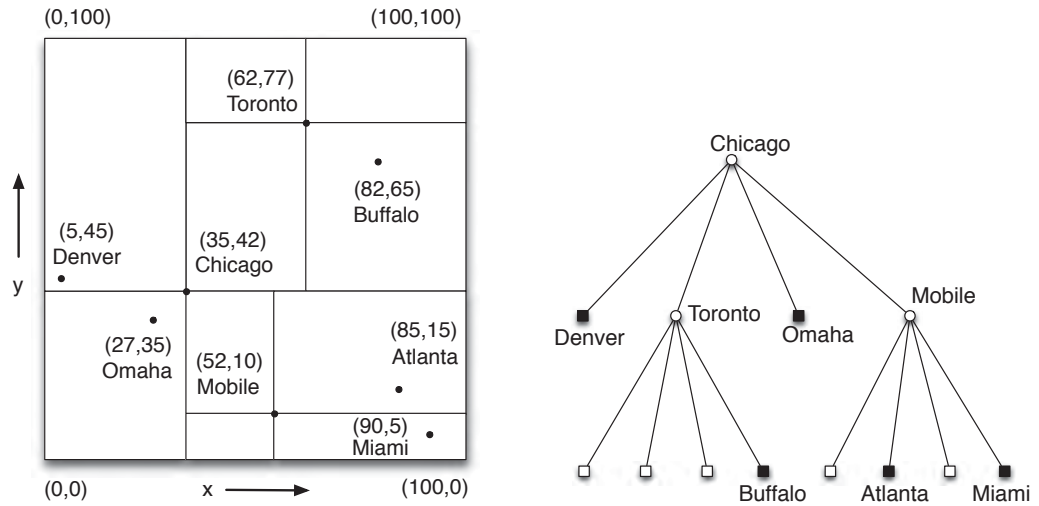 (0,100)
(100,100)
(62,77)
Toronto
(82,65)
Buffalo
(5,45)
Denver
(35,42)
Chicago
y
(27,35)
Omaha
(52,10)
Mobile
(85,15)
Atlanta
(90,5)
Miami
(0,0)
x
(100,0)
Chicago
Denver
Toronto
Omaha
Mobile
Buffalo
Atlanta
Miami